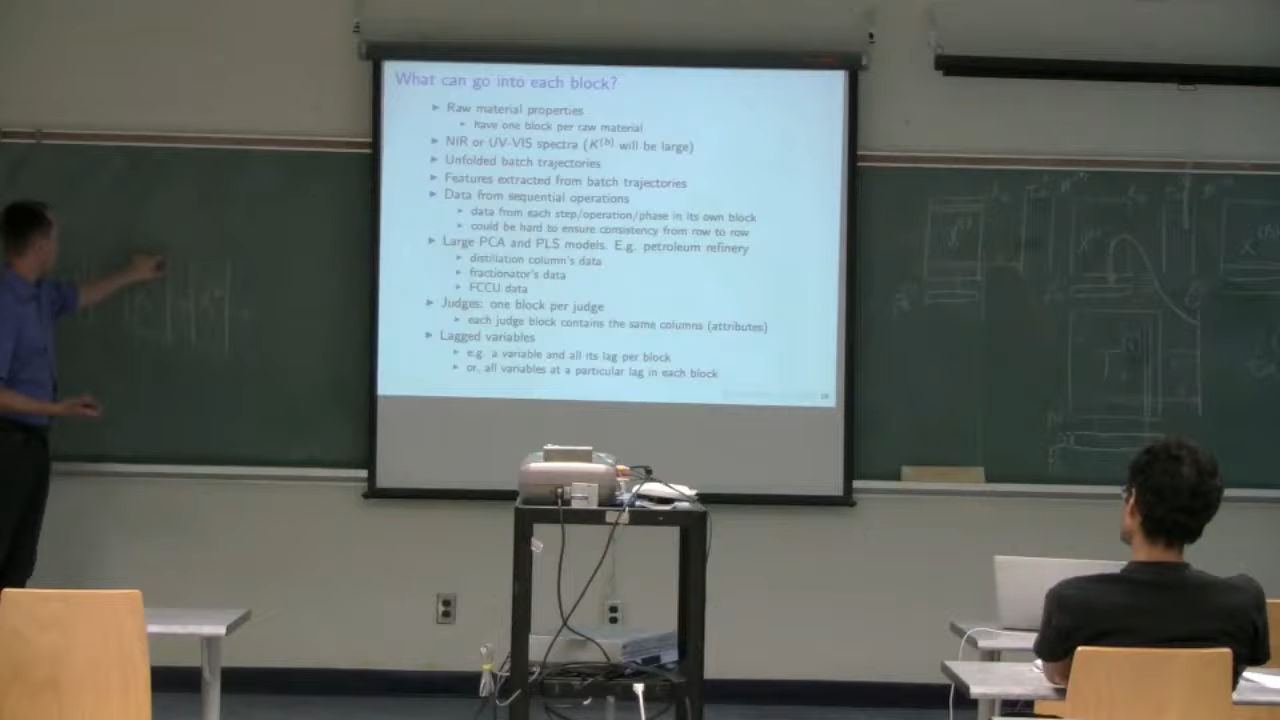 What can go into each block?
▶ Raw material properties
▶ have one block per raw material
▶ NIR or UV-VIS spectra (K^(b) will be large)
▶ Unfolded batch trajectories
▶ Features extracted from batch trajectories
▶ Data from sequential operations
▶ data from each step/operation/phase in its own block
▶ could be hard to ensure consistency from row to row
▶ Large PCA and PLS models. E.g. petroleum refinery
▶ distillation column's data
▶ fractionator's data
▶ FCCU data
▶ Judges: one block per judge
▶ each judge block contains the same columns (attributes)
▶ Lagged variables
▶ e.g. a variable and all its lag per block
▶ or, all variables at a particular lag in each block